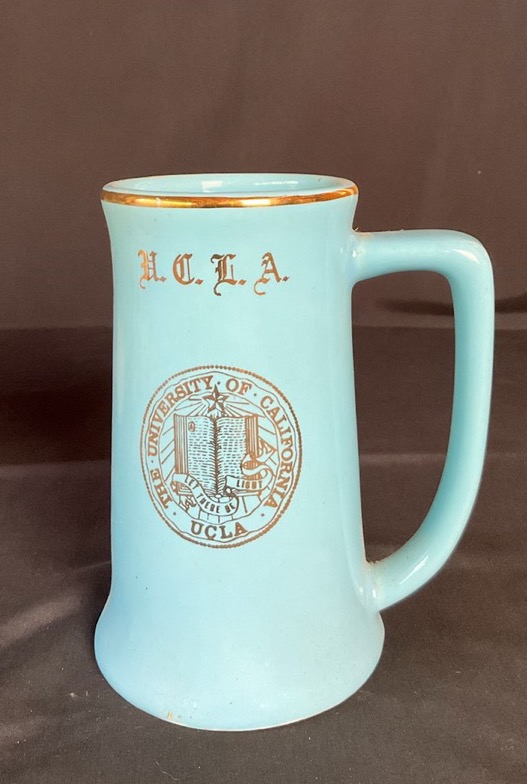 U. C. L. A.
THE · UNIVERSITY · OF · CALIFORNIA ·
LET THERE BE LIGHT
UCLA